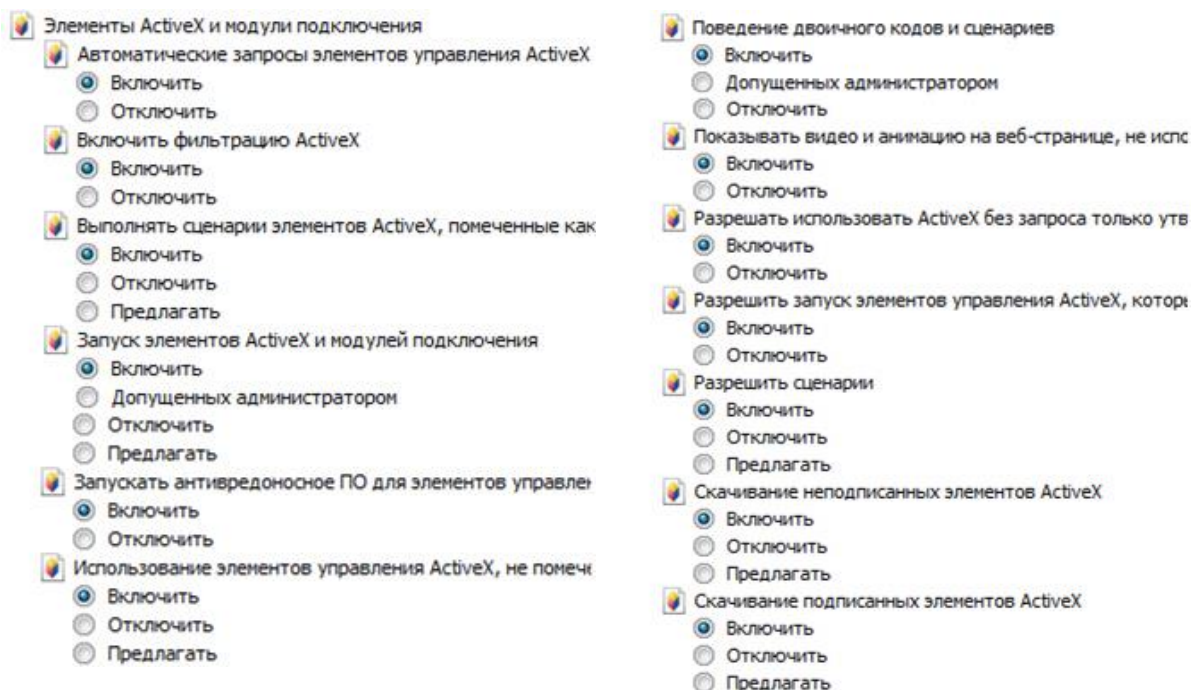 Элементы ActiveX и модули подключения
Автоматические запросы элементов управления ActiveX
Включить
Отключить
Включить фильтрацию ActiveX
Включить
Отключить
Выполнять сценарии элементов ActiveX, помеченные как
Включить
Отключить
Предлагать
Запуск элементов ActiveX и модулей подключения
Включить
Допущенных администратором
Отключить
Предлагать
Запускать антивредоносное ПО для элементов управлен
Включить
Отключить
Использование элементов управления ActiveX, не помече
Включить
Отключить
Предлагать
Поведение двоичного кодов и сценариев
Включить
Допущенных администратором
Отключить
Показывать видео и анимацию на веб-странице, не испо
Включить
Отключить
Разрешать использовать ActiveX без запроса только утв
Включить
Отключить
Разрешить запуск элементов управления ActiveX, которы
Включить
Отключить
Разрешить сценарии
Включить
Отключить
Предлагать
Скачивание неподписанных элементов ActiveX
Включить
Отключить
Предлагать
Скачивание подписанных элементов ActiveX
Включить
Отключить
Предлагать